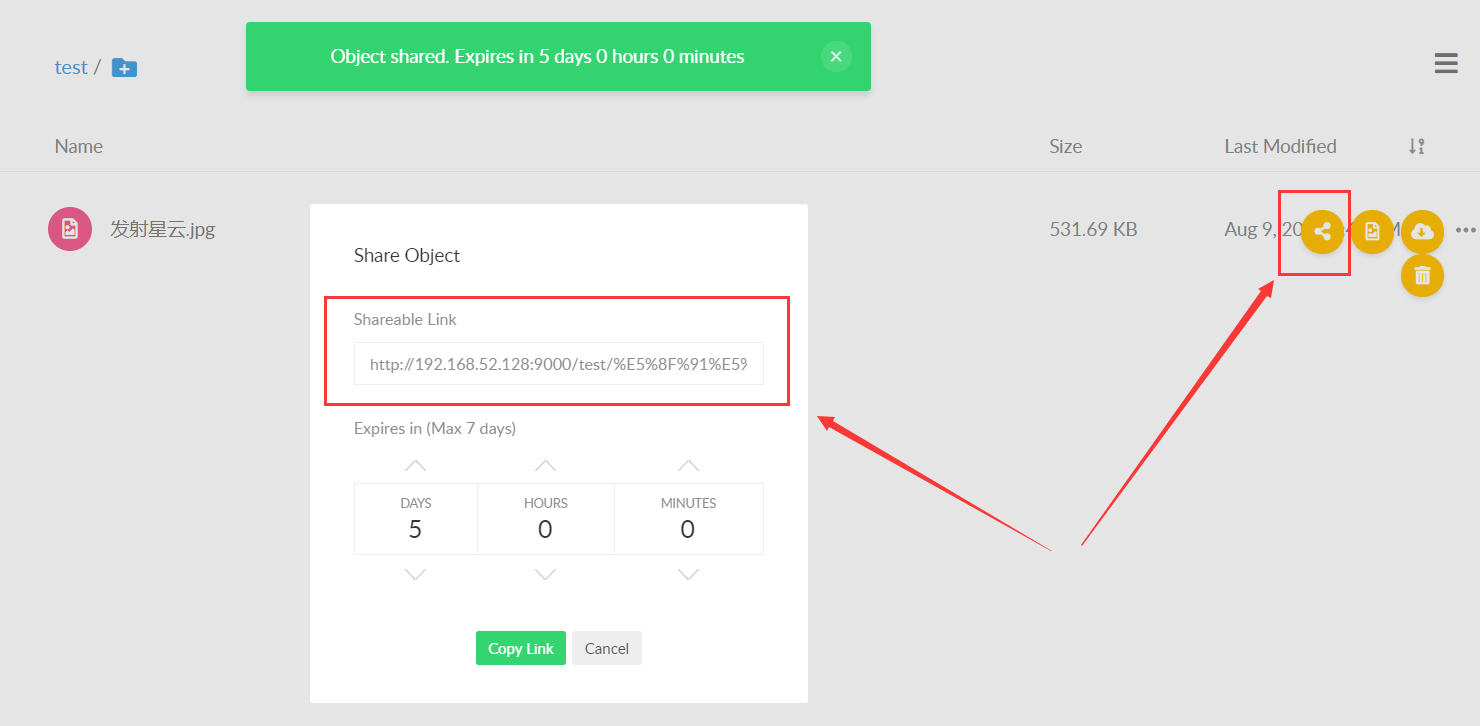 Object shared. Expires in 5 days 0 hours 0 minutes
test /
Name Size Last Modified
发射星云.jpg 531.69 KB Aug 9, 20
Share Object
Shareable Link
http://192.168.52.128:9000/test/%E5%8F%91%E5%
Expires in (Max 7 days)
DAYS HOURS MINUTES
5 0 0
Copy Link Cancel